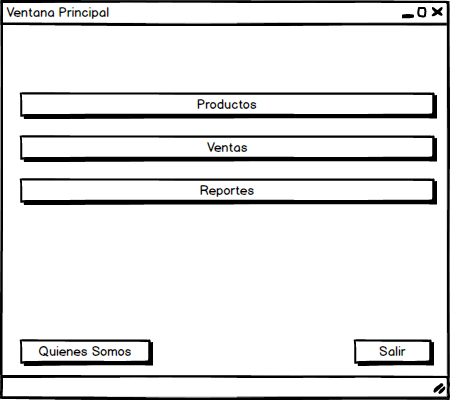 Ventana Principal
Productos
Ventas
Reportes
Quienes Somos
Salir